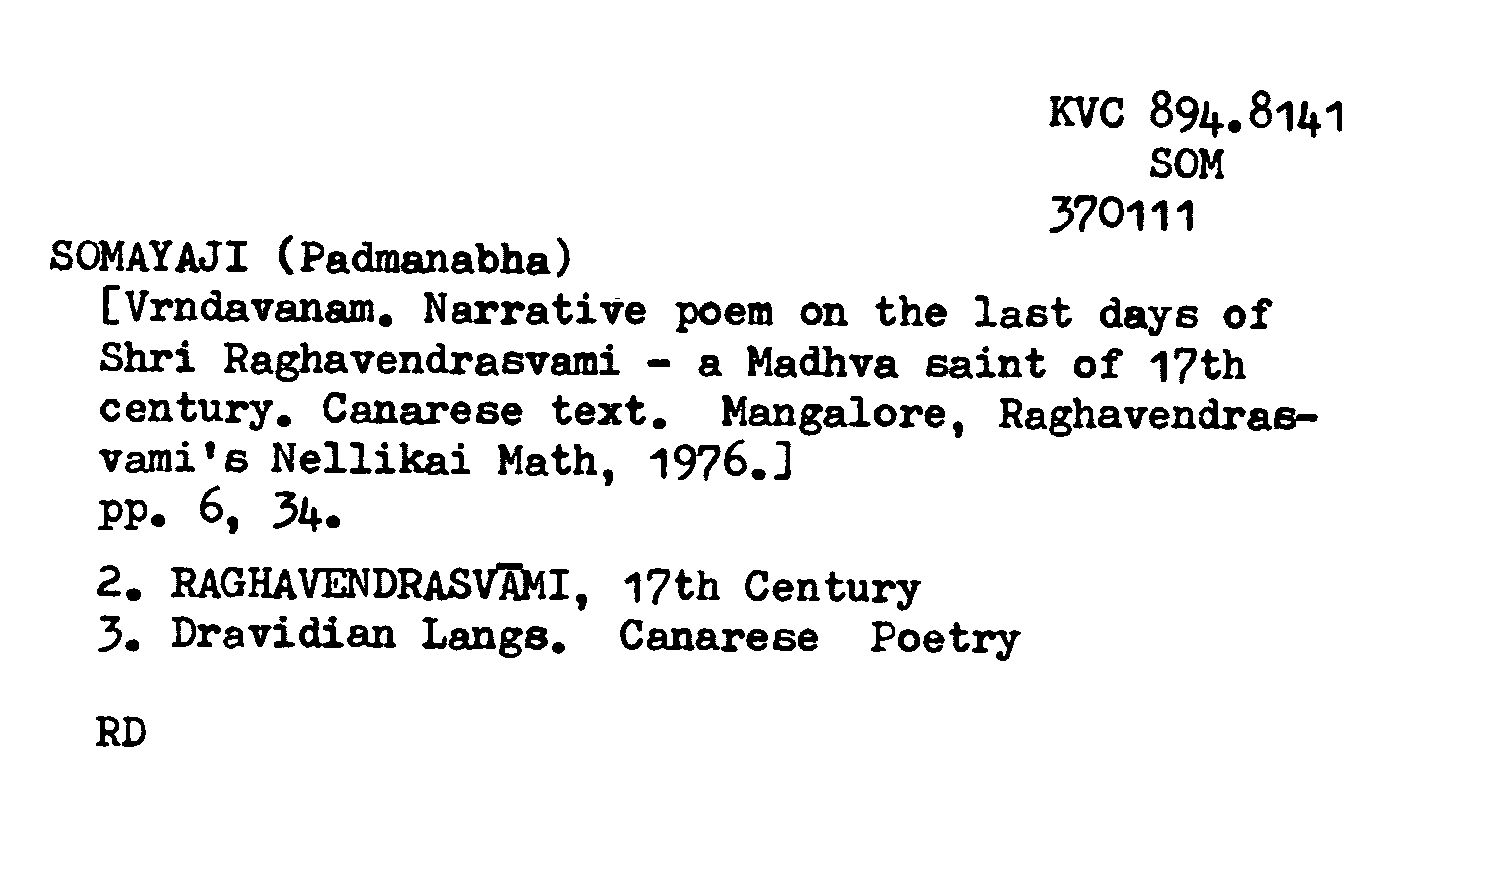 KVC 894.8141
SOM
370111
SOMAYAJI (Padmanabha)
[Vrndavanam. Narrative poem on the last days of
Shri Raghavendrasvami - a Madhva saint of 17th
century. Canarese text. Mangalore, Raghavendras-
vami's Nellikai Math, 1976.]
pp. 6, 34.
2. RAGHAVENDRASVĀMI, 17th Century
3. Dravidian Langs. Canarese Poetry
RD